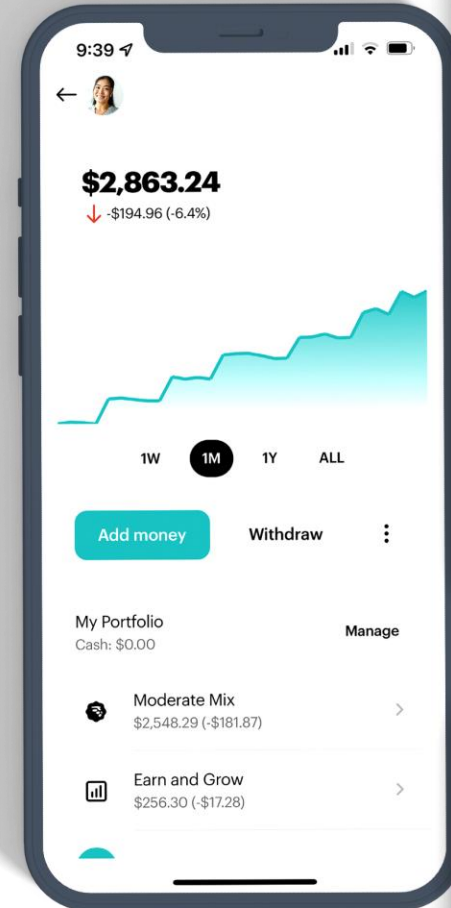 9:39
$2,863.24
-$194.96 (-6.4%)
1W 1M 1Y ALL
Add money Withdraw
My Portfolio
Cash: $0.00
Manage
Moderate Mix
$2,548.29 (-$181.87)
Earn and Grow
$256.30 (-$17.28)